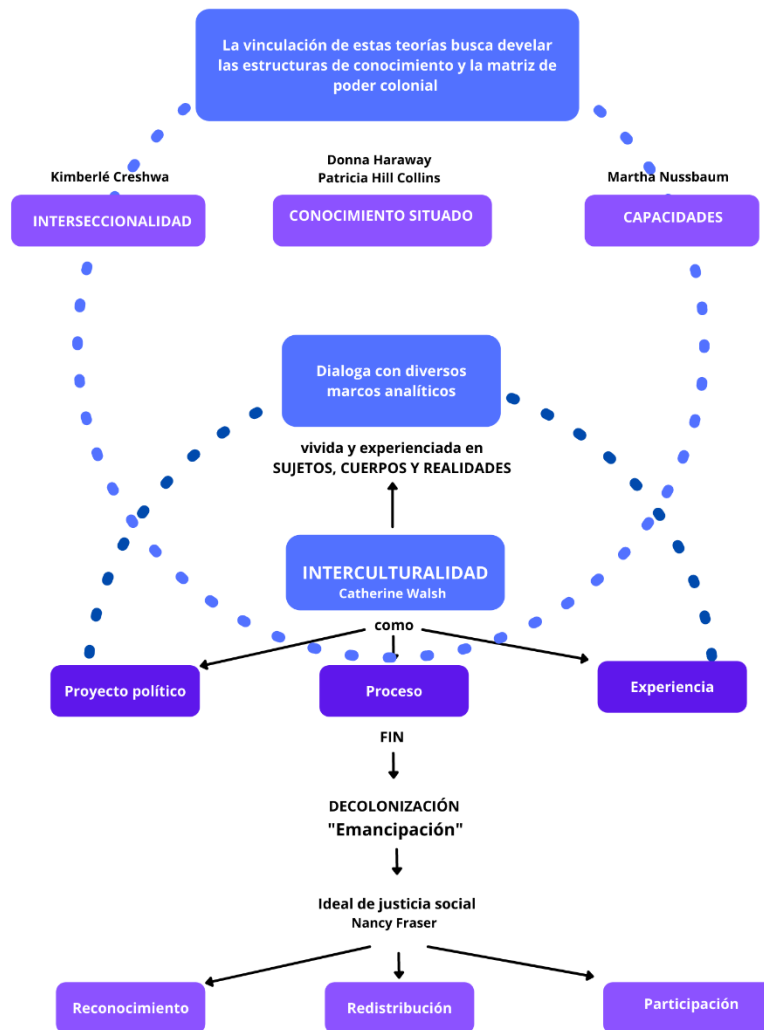 La vinculación de estas teorías busca develar
las estructuras de conocimiento y la matriz de
poder colonial
Kimberlé Creshwa
Donna Haraway
Patricia Hill Collins
Martha Nussbaum
INTERSECCIONALIDAD
CONOCIMIENTO SITUADO
CAPACIDADES
Dialoga con diversos
marcos analíticos
vivida y experienciada en
SUJETOS, CUERPOS Y REALIDADES
INTERCULTURALIDAD
Catherine Walsh
como
Proyecto político
Proceso
Experiencia
FIN
DECOLONIZACIÓN
"Emancipación"
Ideal de justicia social
Nancy Fraser
Reconocimiento
Redistribución
Participación